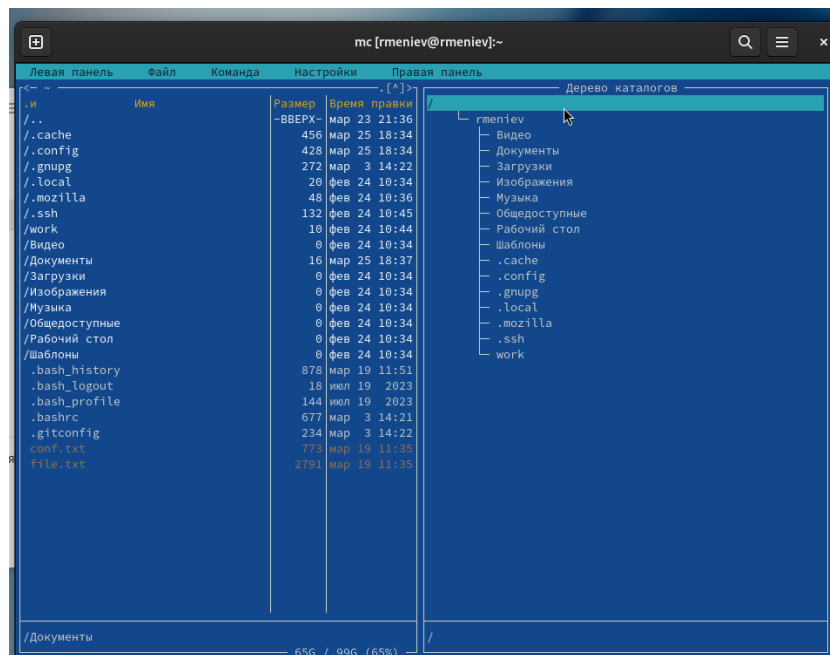 mc [rmeniev@rmeniev]:~
Левая панель Файл Команда Настройки Правая панель
<— ~ .[^]>
.и Имя Размер Время правки
/.. -ВВЕРХ- мар 23 21:36
/.cache 456 мар 25 18:34
/.config 428 мар 25 18:34
/.gnupg 272 мар 3 14:22
/.local 20 фев 24 10:34
/.mozilla 48 фев 24 10:36
/.ssh 132 фев 24 10:45
/work 10 фев 24 10:44
/Видео 0 фев 24 10:34
/Документы 16 мар 25 18:37
/Загрузки 0 фев 24 10:34
/Изображения 0 фев 24 10:34
/Музыка 0 фев 24 10:34
/Общедоступные 0 фев 24 10:34
/Рабочий стол 0 фев 24 10:34
/Шаблоны 0 фев 24 10:34
.bash_history 878 мар 19 11:51
.bash_logout 18 июл 19 2023
.bash_profile 144 июл 19 2023
.bashrc 677 мар 3 14:21
.gitconfig 234 мар 3 14:22
conf.txt 773 мар 19 11:35
file.txt 2791 мар 19 11:35
/Документы
65G / 99G (65%)
Дерево каталогов
/
rmeniev
Видео
Документы
Загрузки
Изображения
Музыка
Общедоступные
Рабочий стол
Шаблоны
.cache
.config
.gnupg
.local
.mozilla
.ssh
work
/